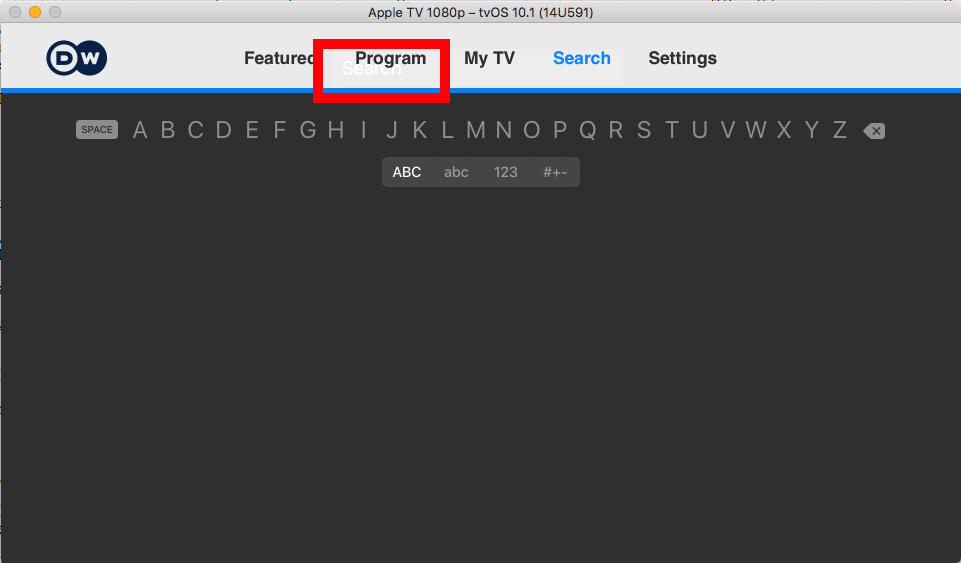 Apple TV 1080p – tvOS 10.1 (14U591)
DW Featured Program My TV Search Settings
Search
SPACE A B C D E F G H I J K L M N O P Q R S T U V W X Y Z
ABC abc 123 #+-